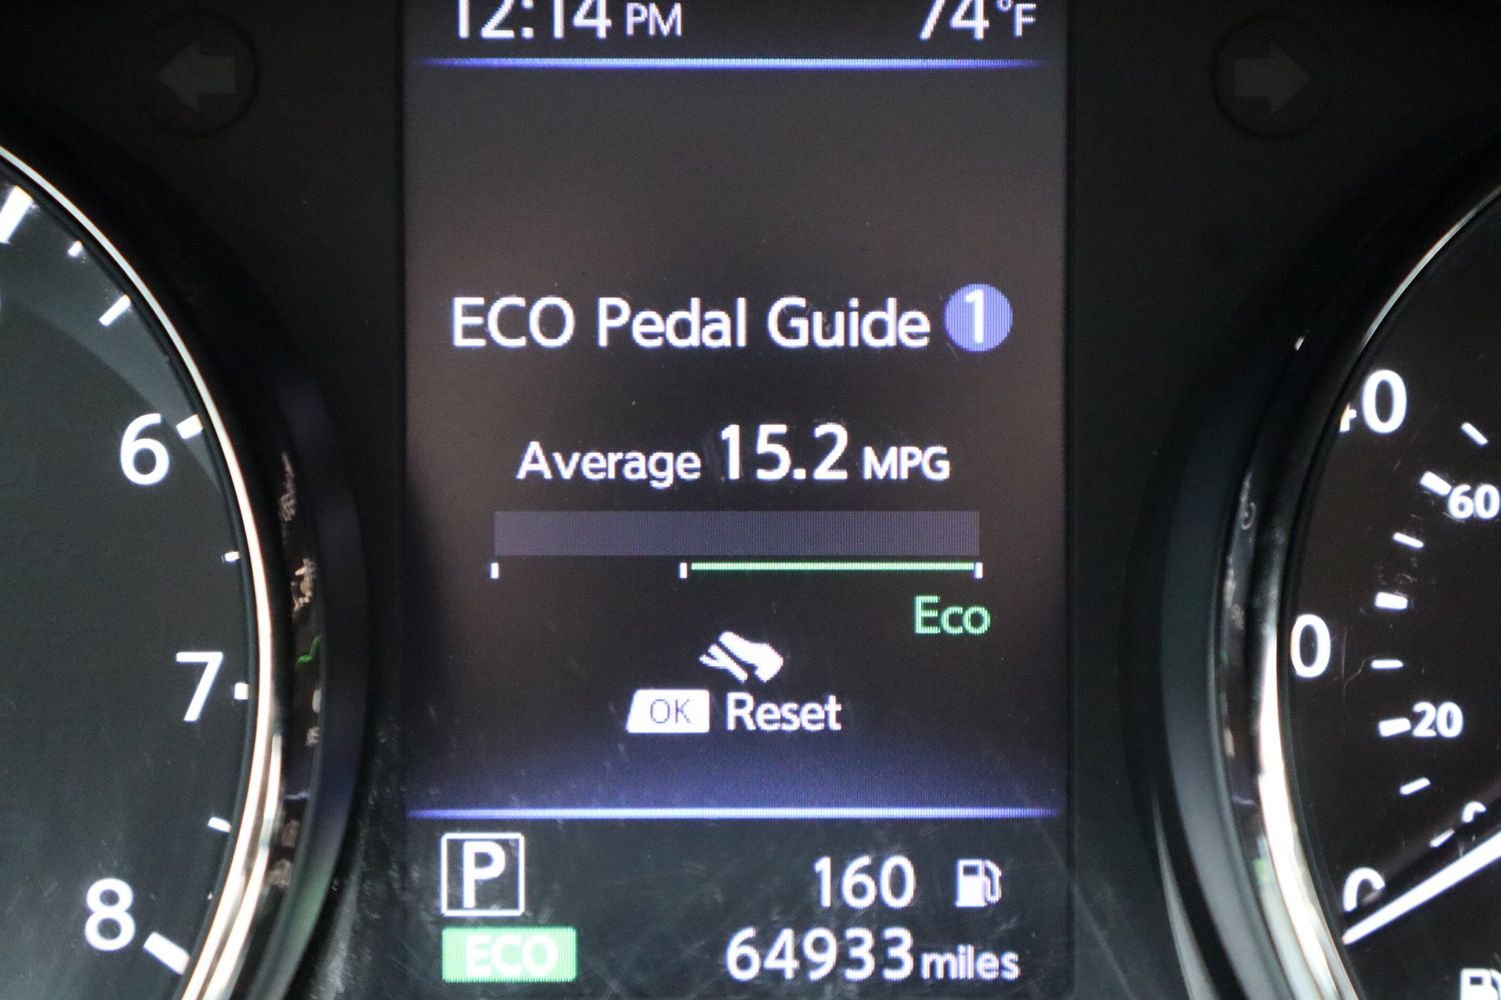 12:14 PM 74°F
ECO Pedal Guide 1
Average 15.2 MPG
Eco
OK Reset
P 160
ECO 64933 miles
6
7
8
60
20
0